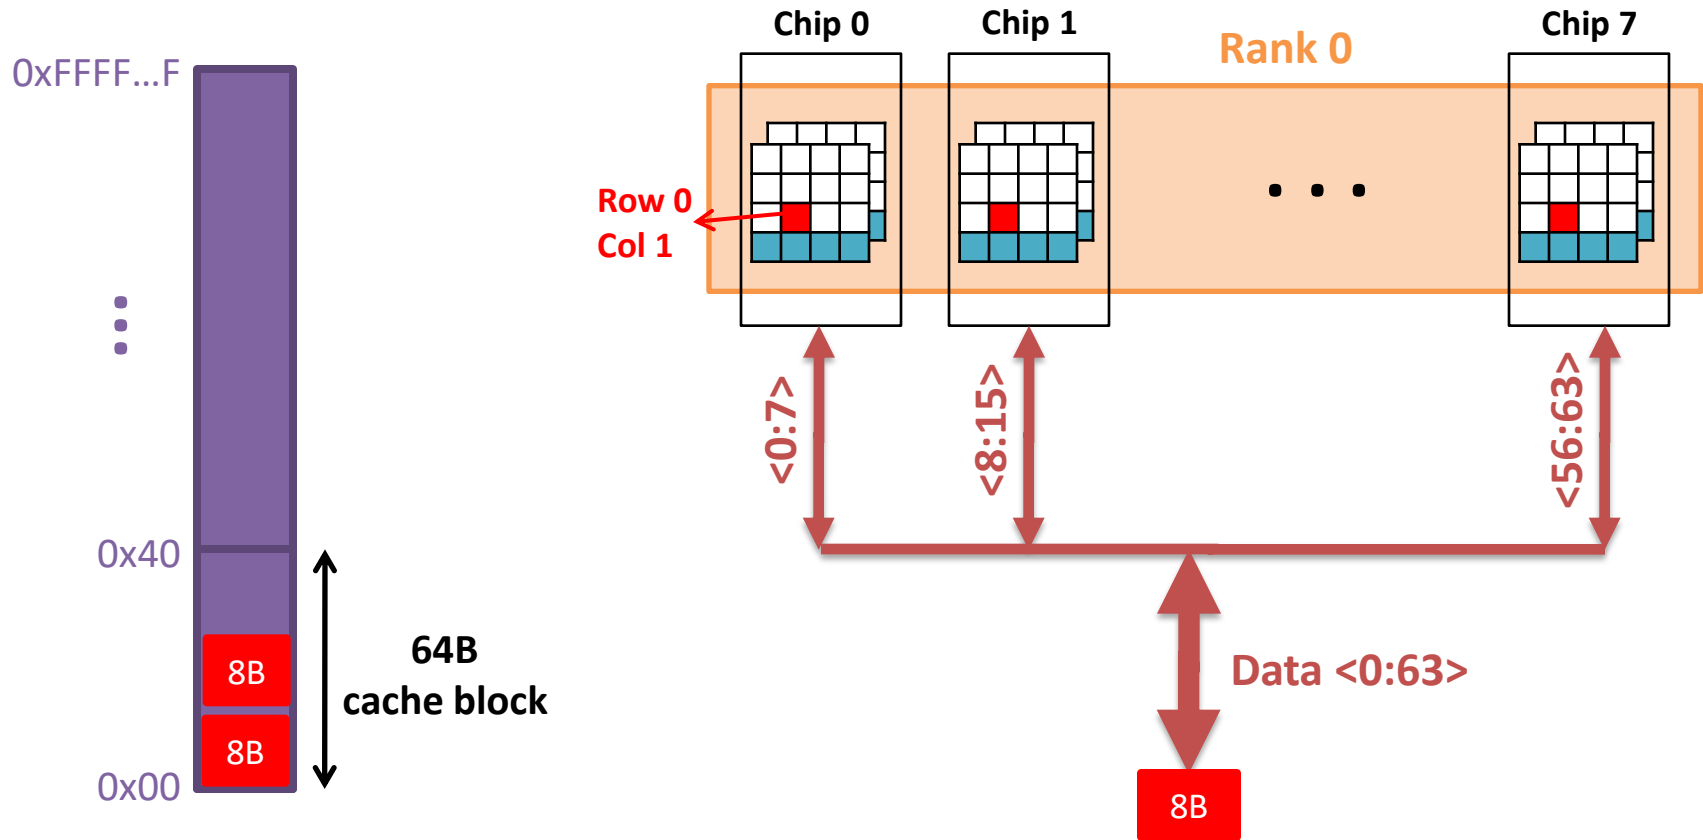 Chip 0
Chip 1
Chip 7
Rank 0
0xFFFF...F
Row 0
Col 1
<0:7>
<8:15>
<56:63>
0x40
64B
cache block
8B
8B
0x00
Data <0:63>
8B